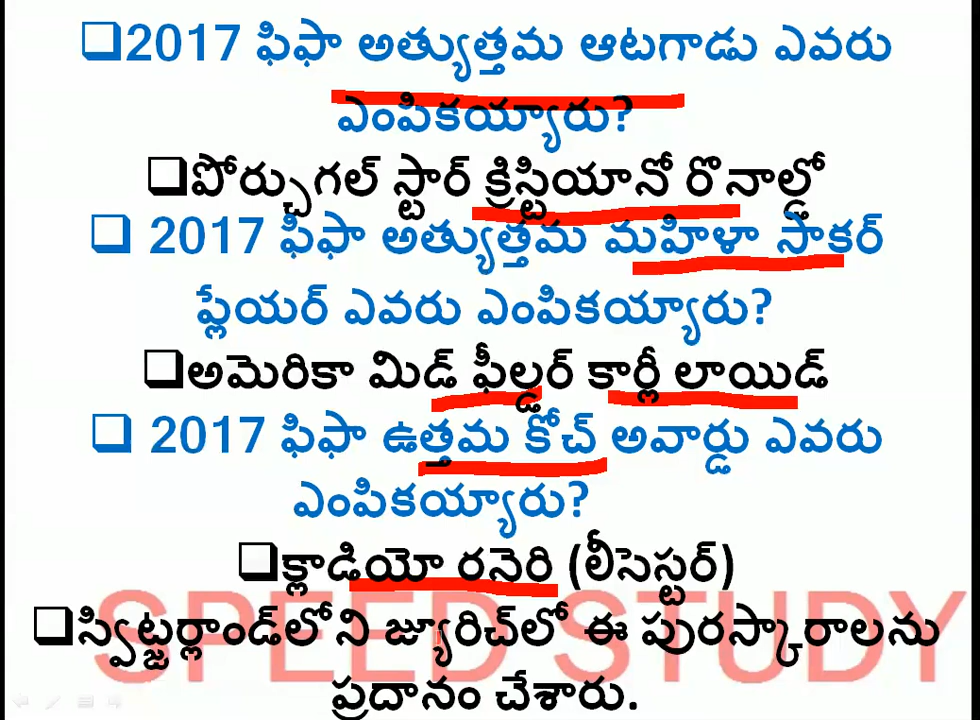 ❑2017 ఫిఫా అత్యుత్తమ ఆటగాడు ఎవరు
ఎంపికయ్యారు?
❑పోర్చుగల్ స్టార్ క్రిస్టియానో రొనాల్డో
❑ 2017 ఫిఫా అత్యుత్తమ మహిళా సాకర్
ప్లేయర్ ఎవరు ఎంపికయ్యారు?
❑అమెరికా మిడ్ ఫీల్డర్ కార్లీ లాయిడ్
❑ 2017 ఫిఫా ఉత్తమ కోచ్ అవార్డు ఎవరు
ఎంపికయ్యారు?
❑క్లాడియో రనెరి (లీసెస్టర్)
❑స్విట్జర్లాండ్‌లోని జ్యూరిచ్‌లో ఈ పురస్కారాలను
ప్రదానం చేశారు.
SPEED STUDY